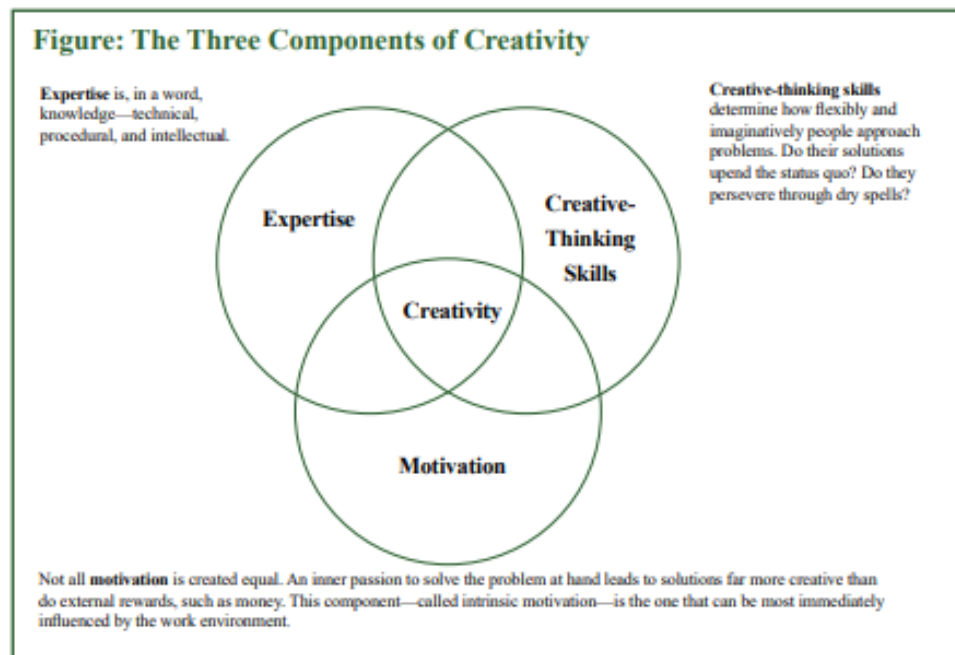 Figure: The Three Components of Creativity
Expertise is, in a word,
knowledge—technical,
procedural, and intellectual.
Creative-thinking skills
determine how flexibly and
imaginatively people approach
problems. Do their solutions
upend the status quo? Do they
persevere through dry spells?
Expertise
Creative-
Thinking
Skills
Creativity
Motivation
Not all motivation is created equal. An inner passion to solve the problem at hand leads to solutions far more creative than
do external rewards, such as money. This component—called intrinsic motivation—is the one that can be most immediately
influenced by the work environment.